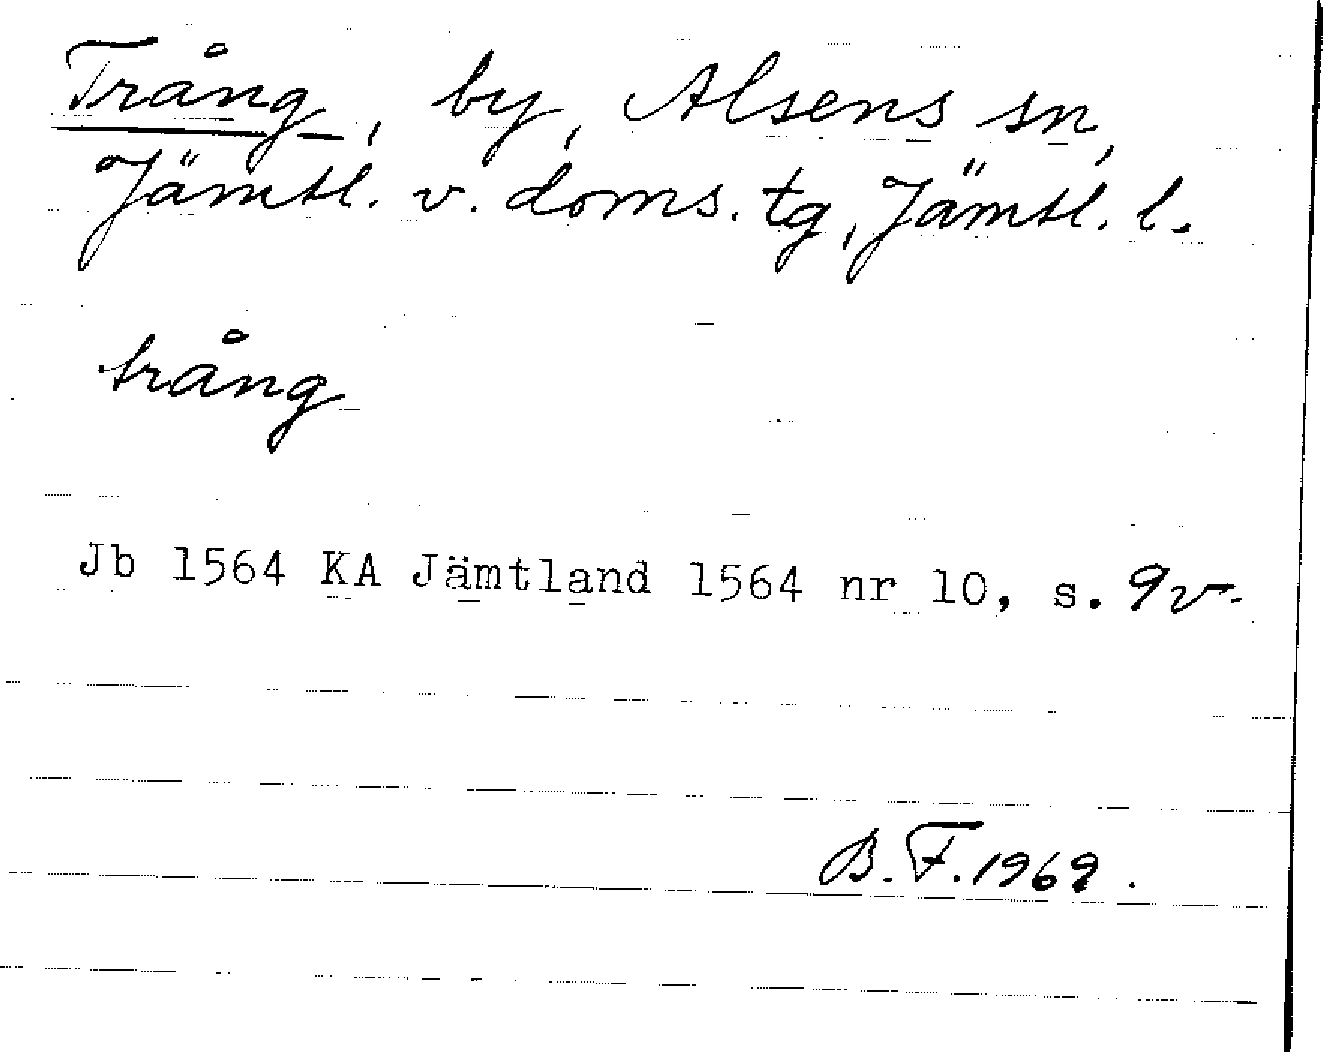 Trång, by, Alsens sn,
Jämtl. v. doms. tg, Jämtl. l.
trång
Jb 1564 KA Jämtland 1564 nr 10, s. 9v.
B. F. 1969.